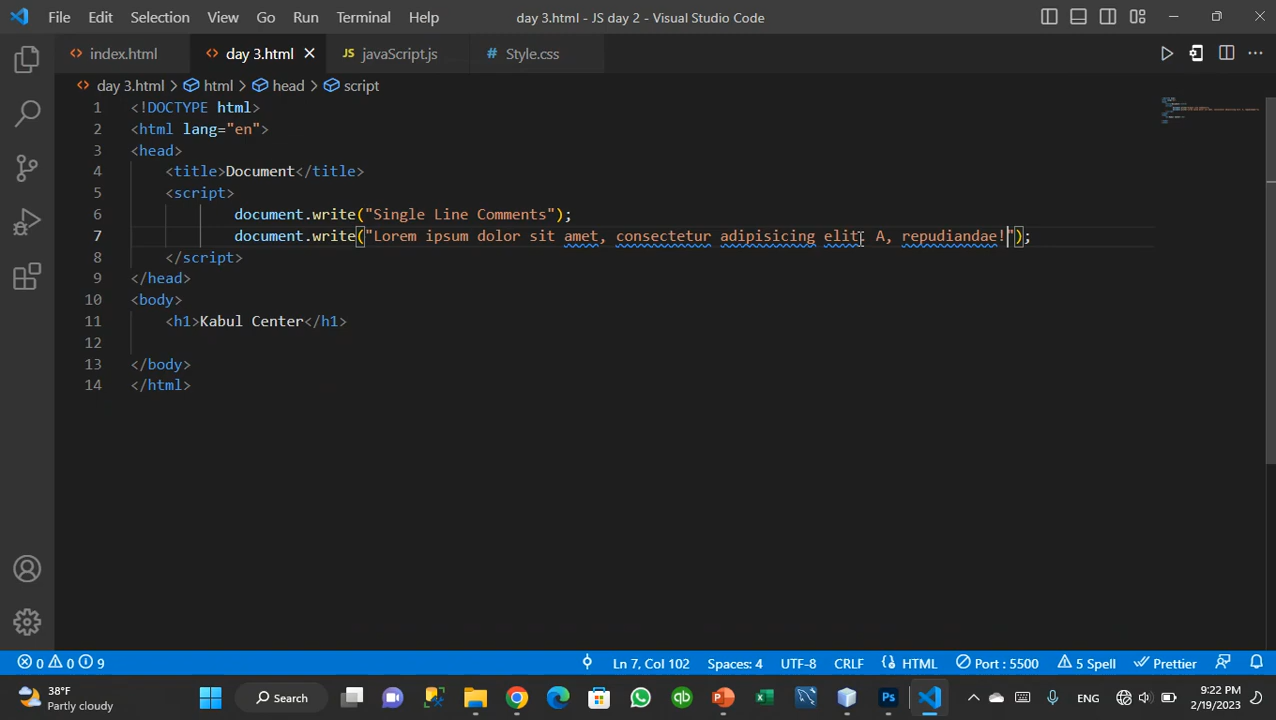 File Edit Selection View Go Run Terminal Help day 3.html - JS day 2 - Visual Studio Code
<> index.html <> day 3.html JS javaScript.js # Style.css
<> day 3.html > html > head > script
1 <!DOCTYPE html>
2 <html lang="en">
3 <head>
4 <title>Document</title>
5 <script>
6 document.write("Single Line Comments");
7 document.write("Lorem ipsum dolor sit amet, consectetur adipisicing elit. A, repudiandae!");
8 </script>
9 </head>
10 <body>
11 <h1>Kabul Center</h1>
12
13 </body>
14 </html>
0 0 9 Ln 7, Col 102 Spaces: 4 UTF-8 CRLF {} HTML Port : 5500 5 Spell Prettier
38°F
Partly cloudy
Search
Ps
ENG
9:22 PM
2/19/2023